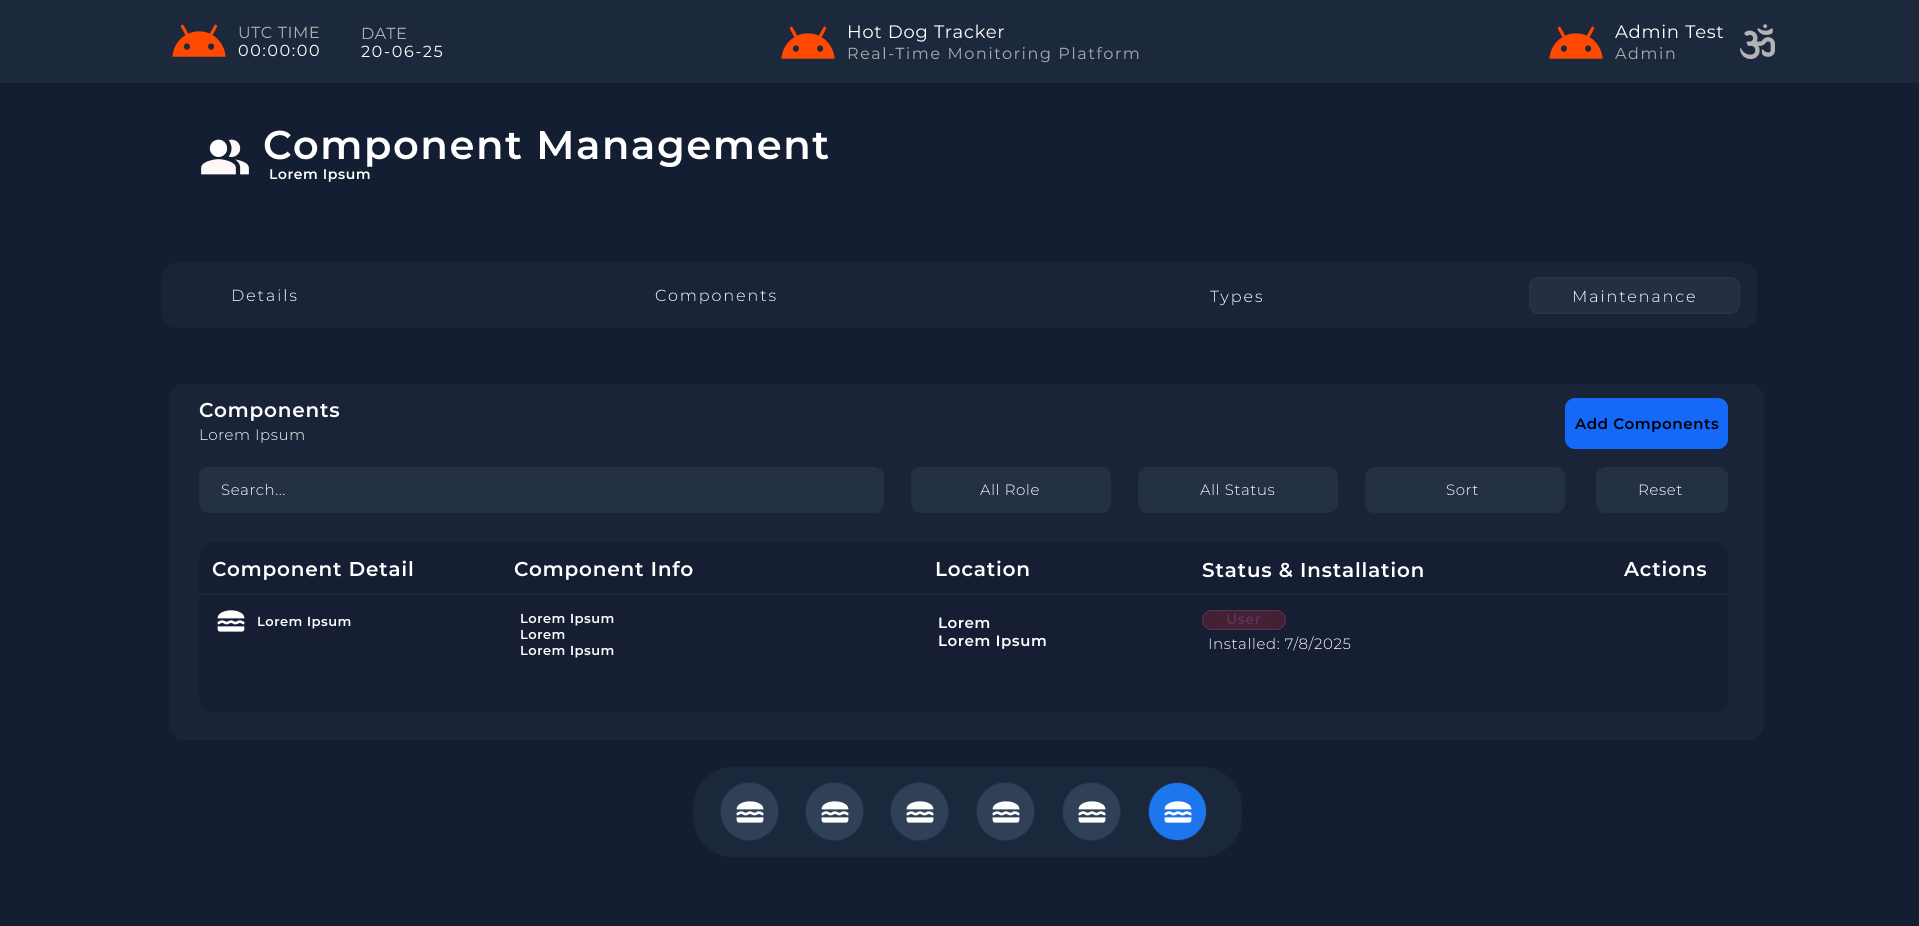 UTC TIME
00:00:00
DATE
20-06-25
Hot Dog Tracker
Real-Time Monitoring Platform
Admin Test
Admin
ॐ
Component Management
Lorem Ipsum
Details
Components
Types
Maintenance
Components
Lorem Ipsum
Add Components
Search...
All Role
All Status
Sort
Reset
Component Detail
Component Info
Location
Status & Installation
Actions
Lorem Ipsum
Lorem Ipsum
Lorem
Lorem Ipsum
Lorem
Lorem Ipsum
User
Installed: 7/8/2025